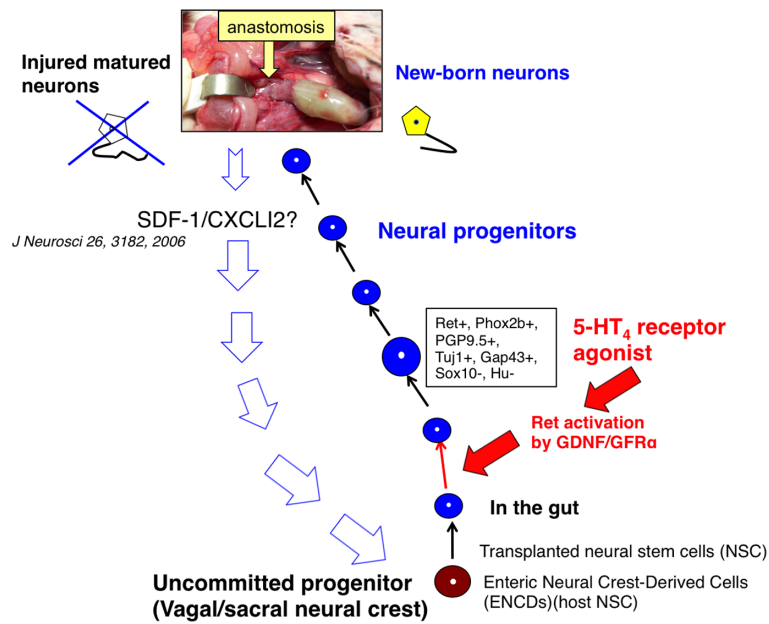 anastomosis
Injured matured
neurons
New-born neurons
SDF-1/CXCLI2?
J Neurosci 26, 3182, 2006
Neural progenitors
Ret+, Phox2b+,
PGP9.5+,
Tuj1+, Gap43+,
Sox10-, Hu-
5-HT4 receptor
agonist
Ret activation
by GDNF/GFRα
In the gut
Transplanted neural stem cells (NSC)
Uncommitted progenitor
(Vagal/sacral neural crest)
Enteric Neural Crest-Derived Cells
(ENCDs)(host NSC)